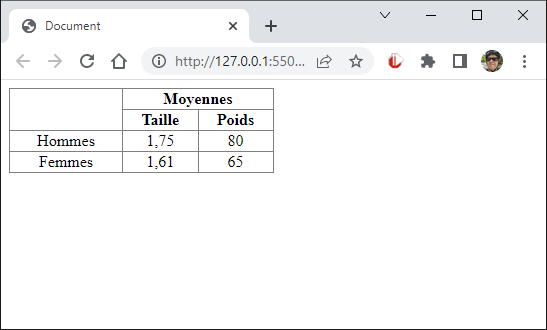 Document
http://127.0.0.1:550...
Moyennes
Taille Poids
Hommes 1,75 80
Femmes 1,61 65